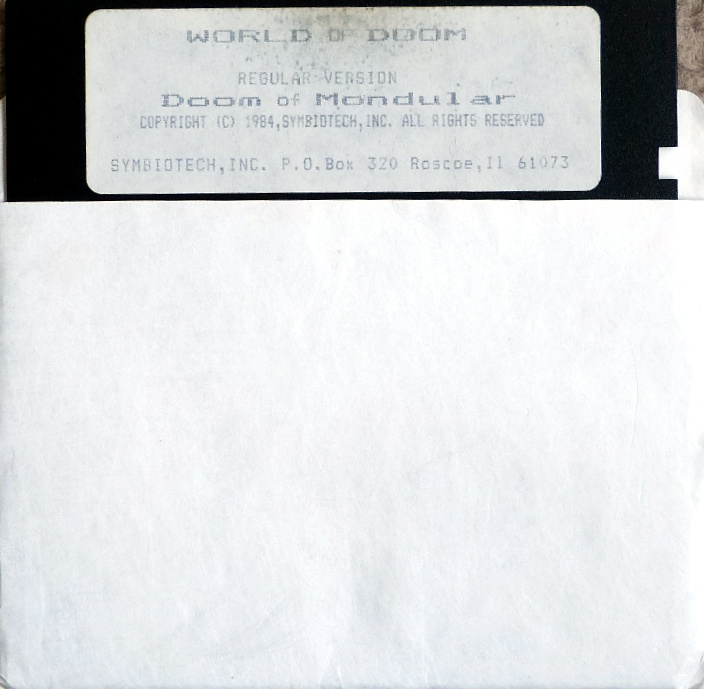 WORLD OF DOOM
REGULAR VERSION
Doom of Mondular
COPYRIGHT (C) 1984,SYMBIOTECH,INC. ALL RIGHTS RESERVED
SYMBIOTECH,INC. P.O.Box 320 Roscoe,Il 61073